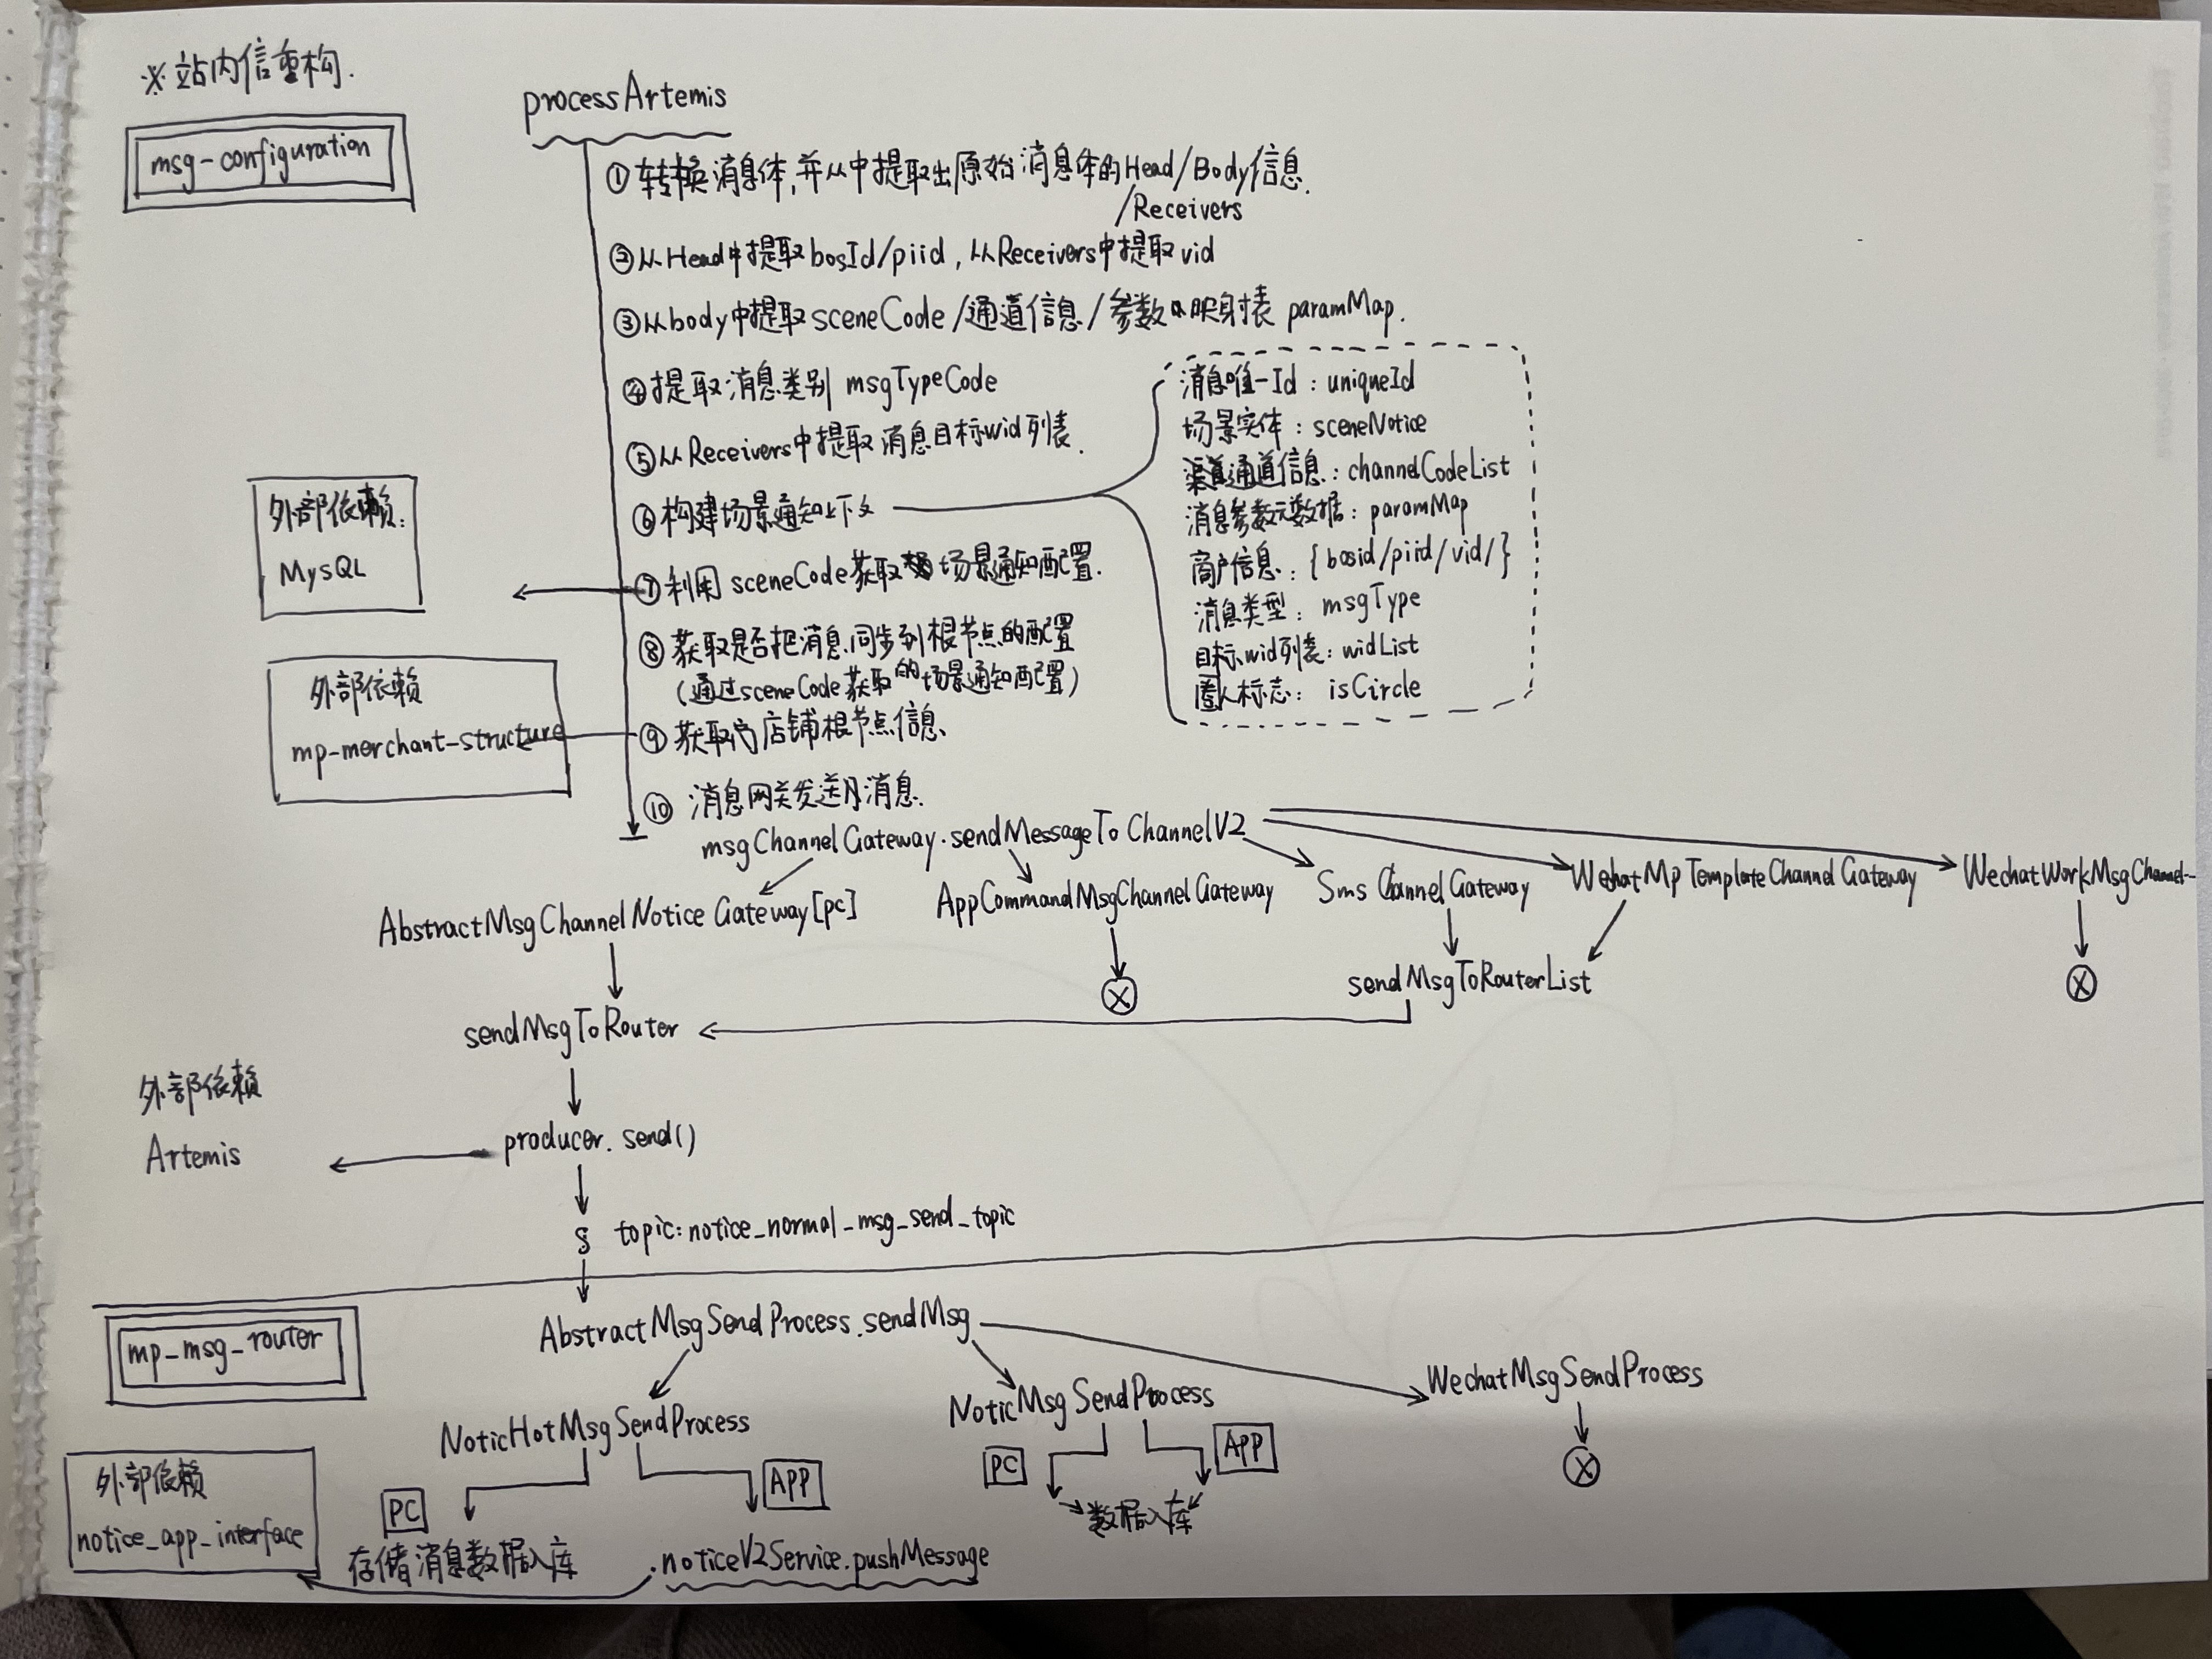 ※站内信重构.
msg-configuration
processArtemis
①转换消息体,并从中提取出原始消息体的Head/Body信息.
/Receivers
②从Head中提取bosId/piid,从Receivers中提取vid
③从body中提取sceneCode/通道信息/参数映射表 paramMap.
④提取消息类别 msgTypeCode
⑤从Receivers中提取消息目标wid列表.
⑥构建场景通知上下文
⑦利用sceneCode获取场景通知配置.
⑧获取是否把消息同步到根节点的配置
(通过sceneCode获取的场景通知配置)
⑨获取店铺根节点信息.
⑩消息网关发送消息.
消息唯一Id:uniqueId
场景实体:sceneNotice
通道信息:channelCodeList
消息参数元数据:paramMap
商户信息:{bosid/piid/vid/}
消息类型:msgType
目标wid列表:widList
圈人标志:isCircle
外部依赖:
MySQL
外部依赖
mp-merchant-structure
msgChannelGateway.sendMessageToChannelV2
AbstractMsgChannelNoticeGateway[pc]
AppCommandMsgChannelGateway
SmsChannelGateway
WechatMpTemplateChannelGateway
WechatWorkMsgChannel--
sendMsgToRouterList
sendMsgToRouter
外部依赖
Artemis
producer.send()
topic:notice_normal_msg_send_topic
mp_msg_router
AbstractMsgSendProcess.sendMsg
NoticHotMsgSendProcess
NoticMsgSendProcess
WechatMsgSendProcess
PC
APP
PC
APP
数据入库
外部依赖
notice_app_interface
存储消息数据入库
.noticeV2Service.pushMessage